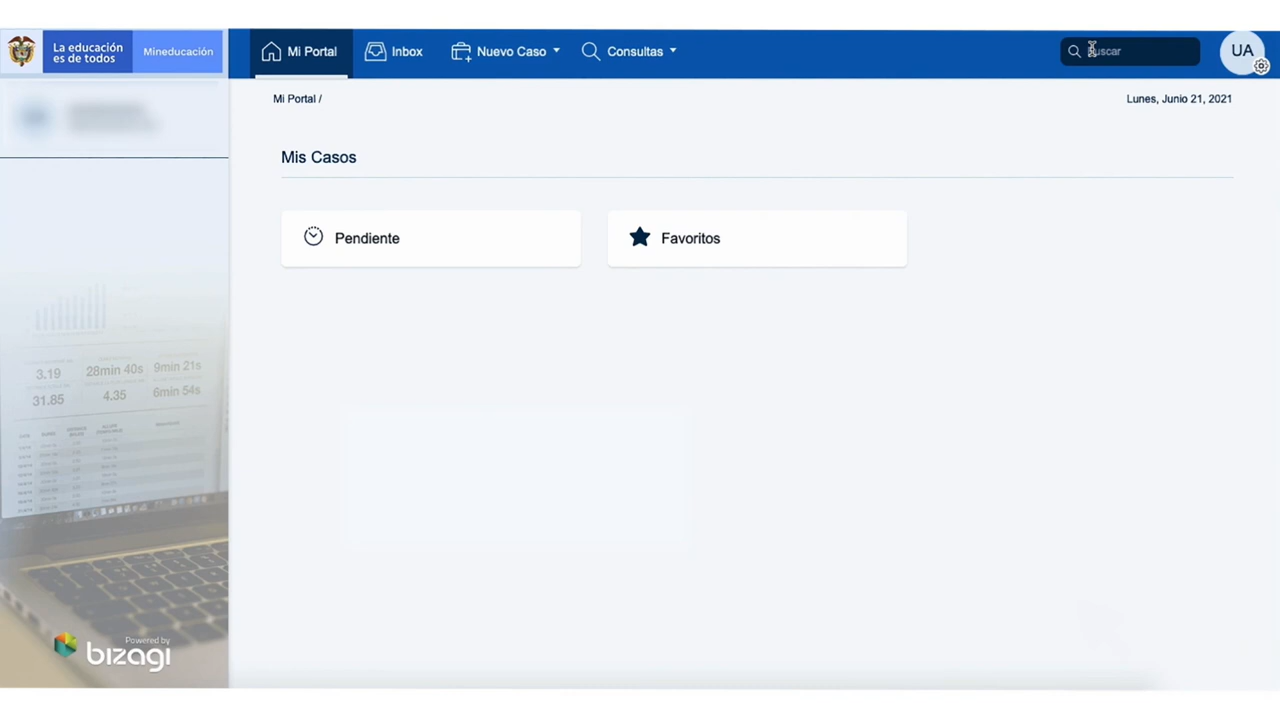 La educación
es de todos
Mineducación
Mi Portal
Inbox
Nuevo Caso
Consultas
UA
Mi Portal /
Lunes, Junio 21, 2021
Mis Casos
Pendiente
Favoritos
3.19
28min 40s
9min 21s
31.85
4.35
6min 54s
Powered by
bizagi